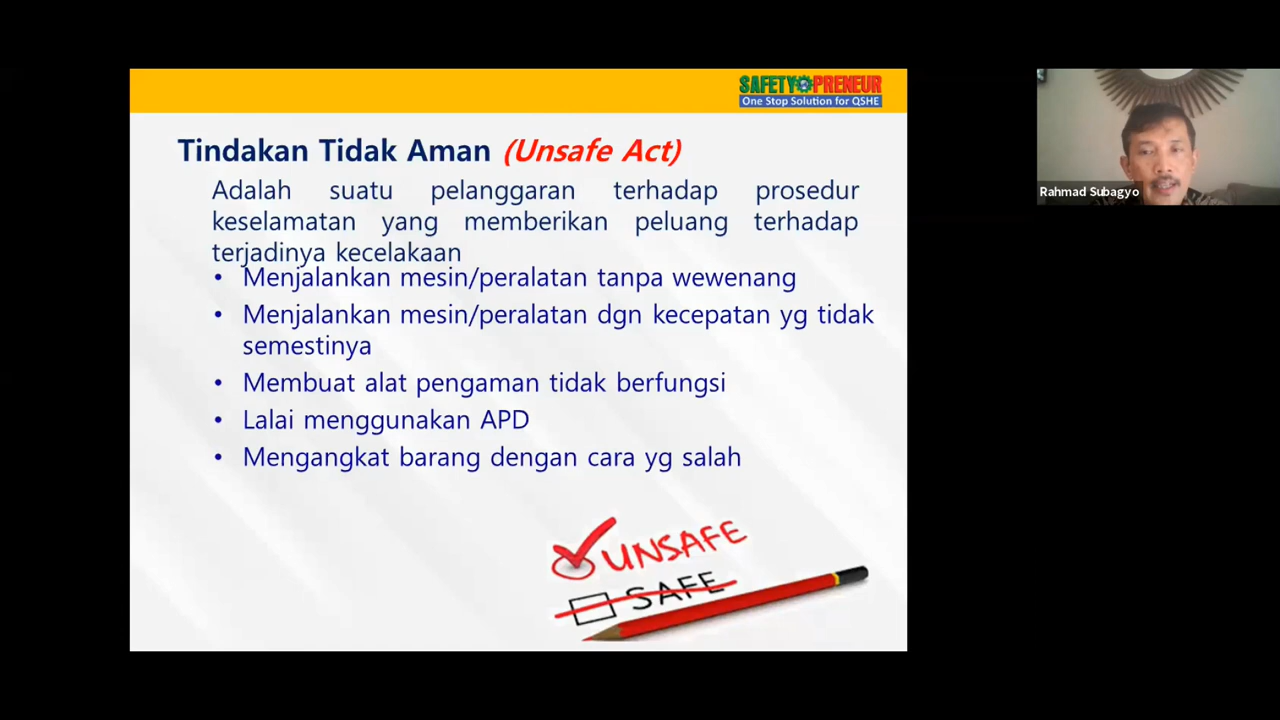 SAFETYPRENEUR
One Stop Solution for QSHE
Tindakan Tidak Aman (Unsafe Act)
Adalah suatu pelanggaran terhadap prosedur
keselamatan yang memberikan peluang terhadap
terjadinya kecelakaan
• Menjalankan mesin/peralatan tanpa wewenang
• Menjalankan mesin/peralatan dgn kecepatan yg tidak
semestinya
• Membuat alat pengaman tidak berfungsi
• Lalai menggunakan APD
• Mengangkat barang dengan cara yg salah
UNSAFE
SAFE
Rahmad Subagyo